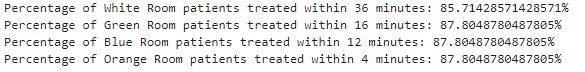 Percentage of White Room patients treated within 36 minutes: 85.71428571428571%
Percentage of Green Room patients treated within 16 minutes: 87.8048780487805%
Percentage of Blue Room patients treated within 12 minutes: 87.8048780487805%
Percentage of Orange Room patients treated within 4 minutes: 87.8048780487805%